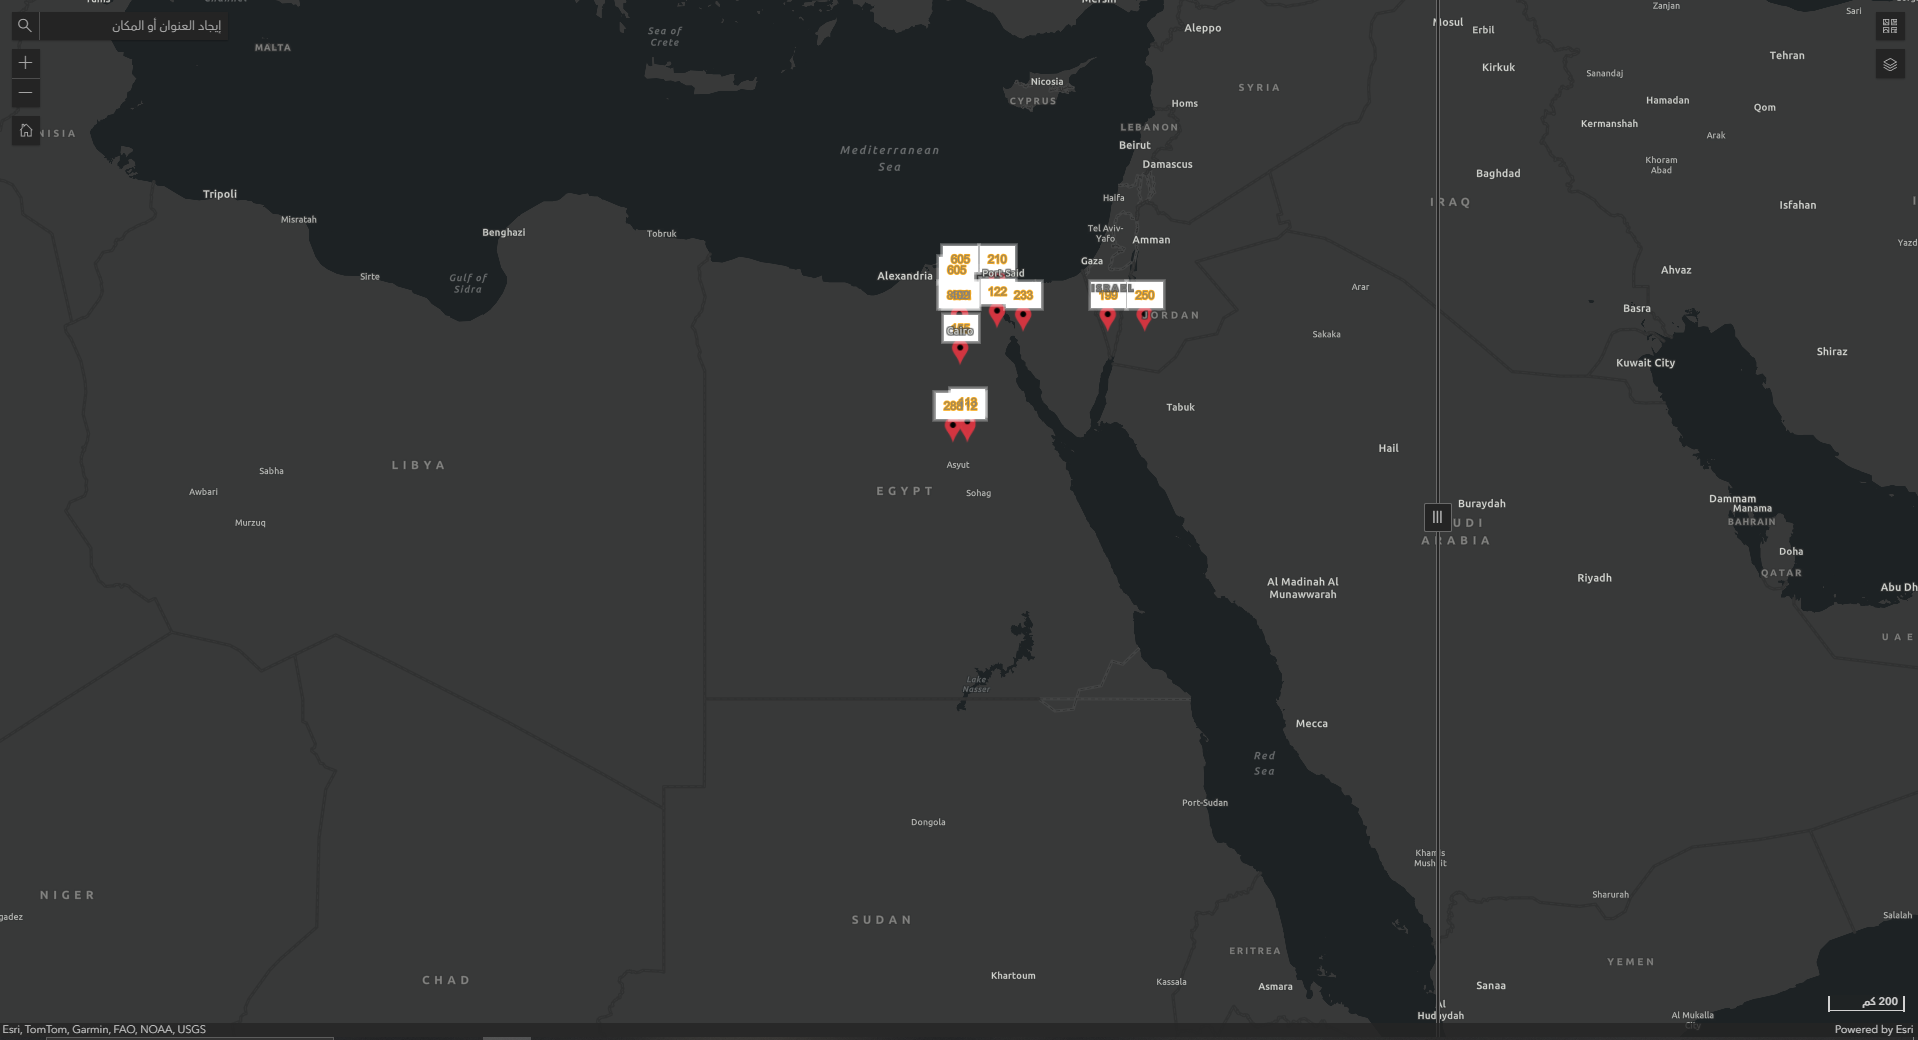 Mersin
Zanjan
Sari
إيجاد العنوان أو المكان
MALTA
Sea of
Crete
Aleppo
Mosul
Erbil
Tehran
Kirkuk
Sanandaj
Nicosia
CYPRUS
SYRIA
Homs
Hamadan
Qom
LEBANON
Beirut
Kermanshah
Arak
NISIA
Mediterranean
Sea
Damascus
Khoram
Abad
Baghdad
Tripoli
Haifa
IRAQ
Isfahan
Misratah
Benghazi
Tobruk
Tel Aviv-
Yafo
Amman
Yazd
605
210
Gaza
605
Port Said
Alexandria
Ahvaz
Sirte
Gulf of
Sidra
ISRAEL
122
233
199
250
Arar
JORDAN
Basra
Cairo
Sakaka
Shiraz
Kuwait City
Tabuk
Hail
Asyut
LIBYA
Sabha
Awbari
EGYPT
Sohag
Murzuq
Buraydah
UDI
ARABIA
Dammam
Manama
BAHRAIN
Doha
QATAR
Riyadh
Al Madinah Al
Munawwarah
Abu Dh
UAE
Lake
Nasser
Mecca
Red
Sea
Port-Sudan
Dongola
Khamis
Mushait
NIGER
gadez
Sharurah
SUDAN
Salalah
ERITREA
YEMEN
CHAD
Khartoum
Kassala
Asmara
Sanaa
200 كم
Al
Hudaydah
Al Mukalla
City
Esri, TomTom, Garmin, FAO, NOAA, USGS
Powered by Esri